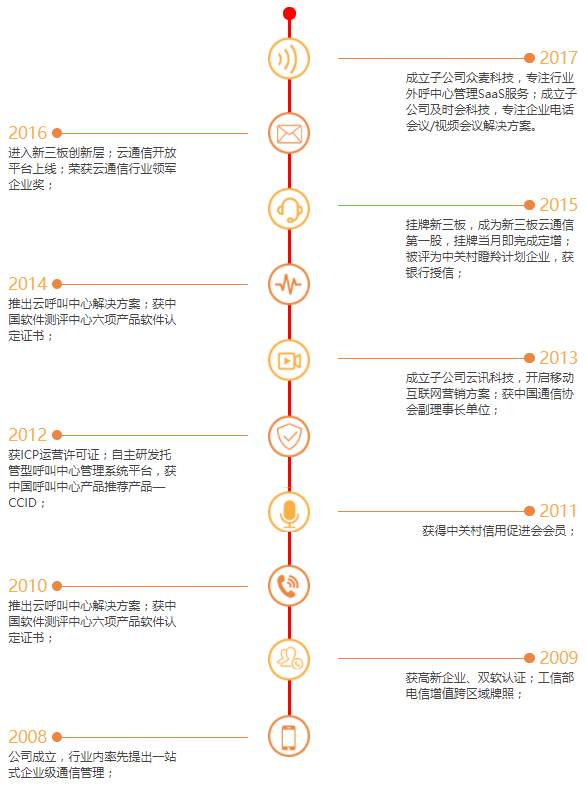 2017
成立子公司众麦科技，专注行业
外呼中心管理SaaS服务；成立子
公司及时会科技，专注企业电话
会议/视频会议解决方案。
2016
进入新三板创新层；云通信开放
平台上线；荣获云通信行业领军
企业奖；
2015
挂牌新三板，成为新三板云通信
第一股，挂牌当月即完成定增；
被评为中关村瞪羚计划企业，获
银行授信；
2014
推出云呼叫中心解决方案；获中
国软件测评中心六项产品软件认
定证书；
2013
成立子公司云讯科技，开启移动
互联网营销方案；获中国通信协
会副理事长单位；
2012
获ICP运营许可证；自主研发托
管型呼叫中心管理系统平台，获
中国呼叫中心产品推荐产品—
CCID；
2011
获得中关村信用促进会会员；
2010
推出云呼叫中心解决方案；获中
国软件测评中心六项产品软件认
定证书；
2009
获高新企业、双软认证；工信部
电信增值跨区域牌照；
2008
公司成立，行业内率先提出一站
式企业级通信管理；